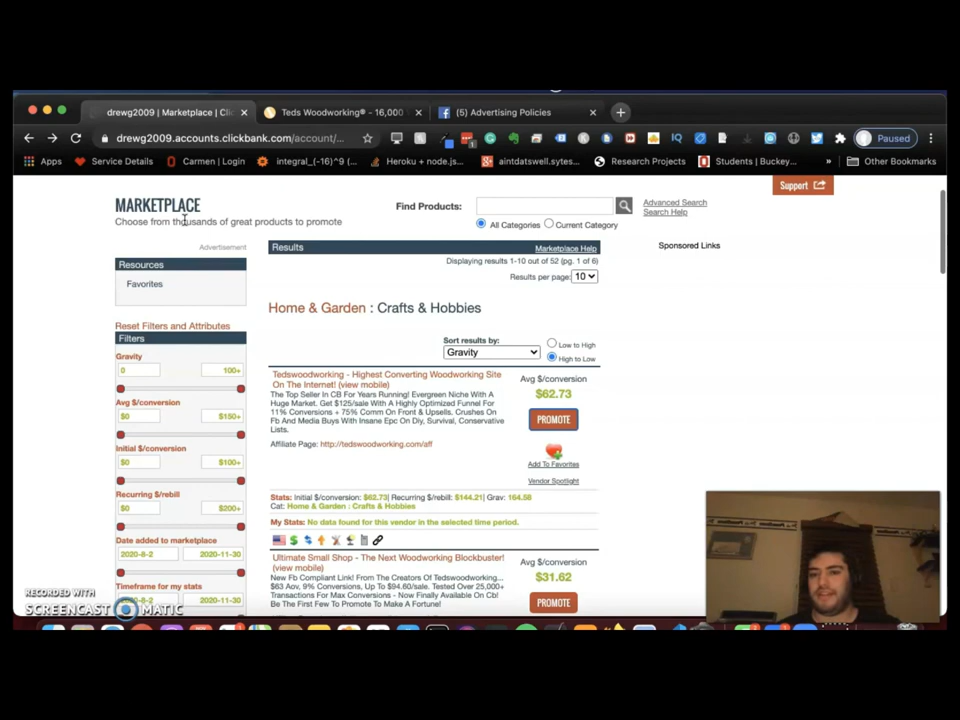 drewg2009 | Marketplace | Clic
Teds Woodworking® - 16,000
(5) Advertising Policies
drewg2009.accounts.clickbank.com/account/...
Paused
Apps
Service Details
Carmen | Login
integral_(-16)^9 (...
Heroku + node.js...
aintdatswell.sytes...
Research Projects
Students | Buckey...
»
Other Bookmarks
Support
MARKETPLACE
Choose from thousands of great products to promote
Find Products:
Advanced Search
Search Help
All Categories
Current Category
Advertisement
Resources
Favorites
Reset Filters and Attributes
Filters
Gravity
0
100+
Avg $/conversion
$0
$150+
Initial $/conversion
$0
$100+
Recurring $/rebill
$0
$200+
Date added to marketplace
2020-8-2
2020-11-30
Timeframe for my stats
2020-11-30
Results
Marketplace Help
Displaying results 1-10 out of 52 (pg. 1 of 6)
Results per page: 10
Home & Garden : Crafts & Hobbies
Sort results by:
Gravity
Low to High
High to Low
Tedswoodworking - Highest Converting Woodworking Site
On The Internet! (view mobile)
The Top Seller In CB For Years Running! Evergreen Niche With A
Huge Market. Get $125/sale With A Highly Optimized Funnel For
11% Conversions + 75% Comm On Front & Upsells. Crushes On
Fb And Media Buys With Insane Epc On Diy, Survival, Conservative
Lists.
Affiliate Page: http://tedswoodworking.com/aff
Avg $/conversion
$62.73
PROMOTE
Add To Favorites
Vendor Spotlight
Stats: Initial $/conversion: $62.73| Recurring $/rebill: $144.21| Grav: 164.58
Cat: Home & Garden : Crafts & Hobbies
My Stats: No data found for this vendor in the selected time period.
Ultimate Small Shop - The Next Woodworking Blockbuster!
(view mobile)
New Fb Compliant Link! From The Creators Of Tedswoodworking...
$63 Aov, 9% Conversions, Up To $94.60/sale. Tested Over 25,000+
Transactions For Max Conversions - Now Finally Available On Cb!
Be The First Few To Promote To Make A Fortune!
Avg $/conversion
$31.62
PROMOTE
Sponsored Links
RECORDED WITH
SCREENCAST MATIC